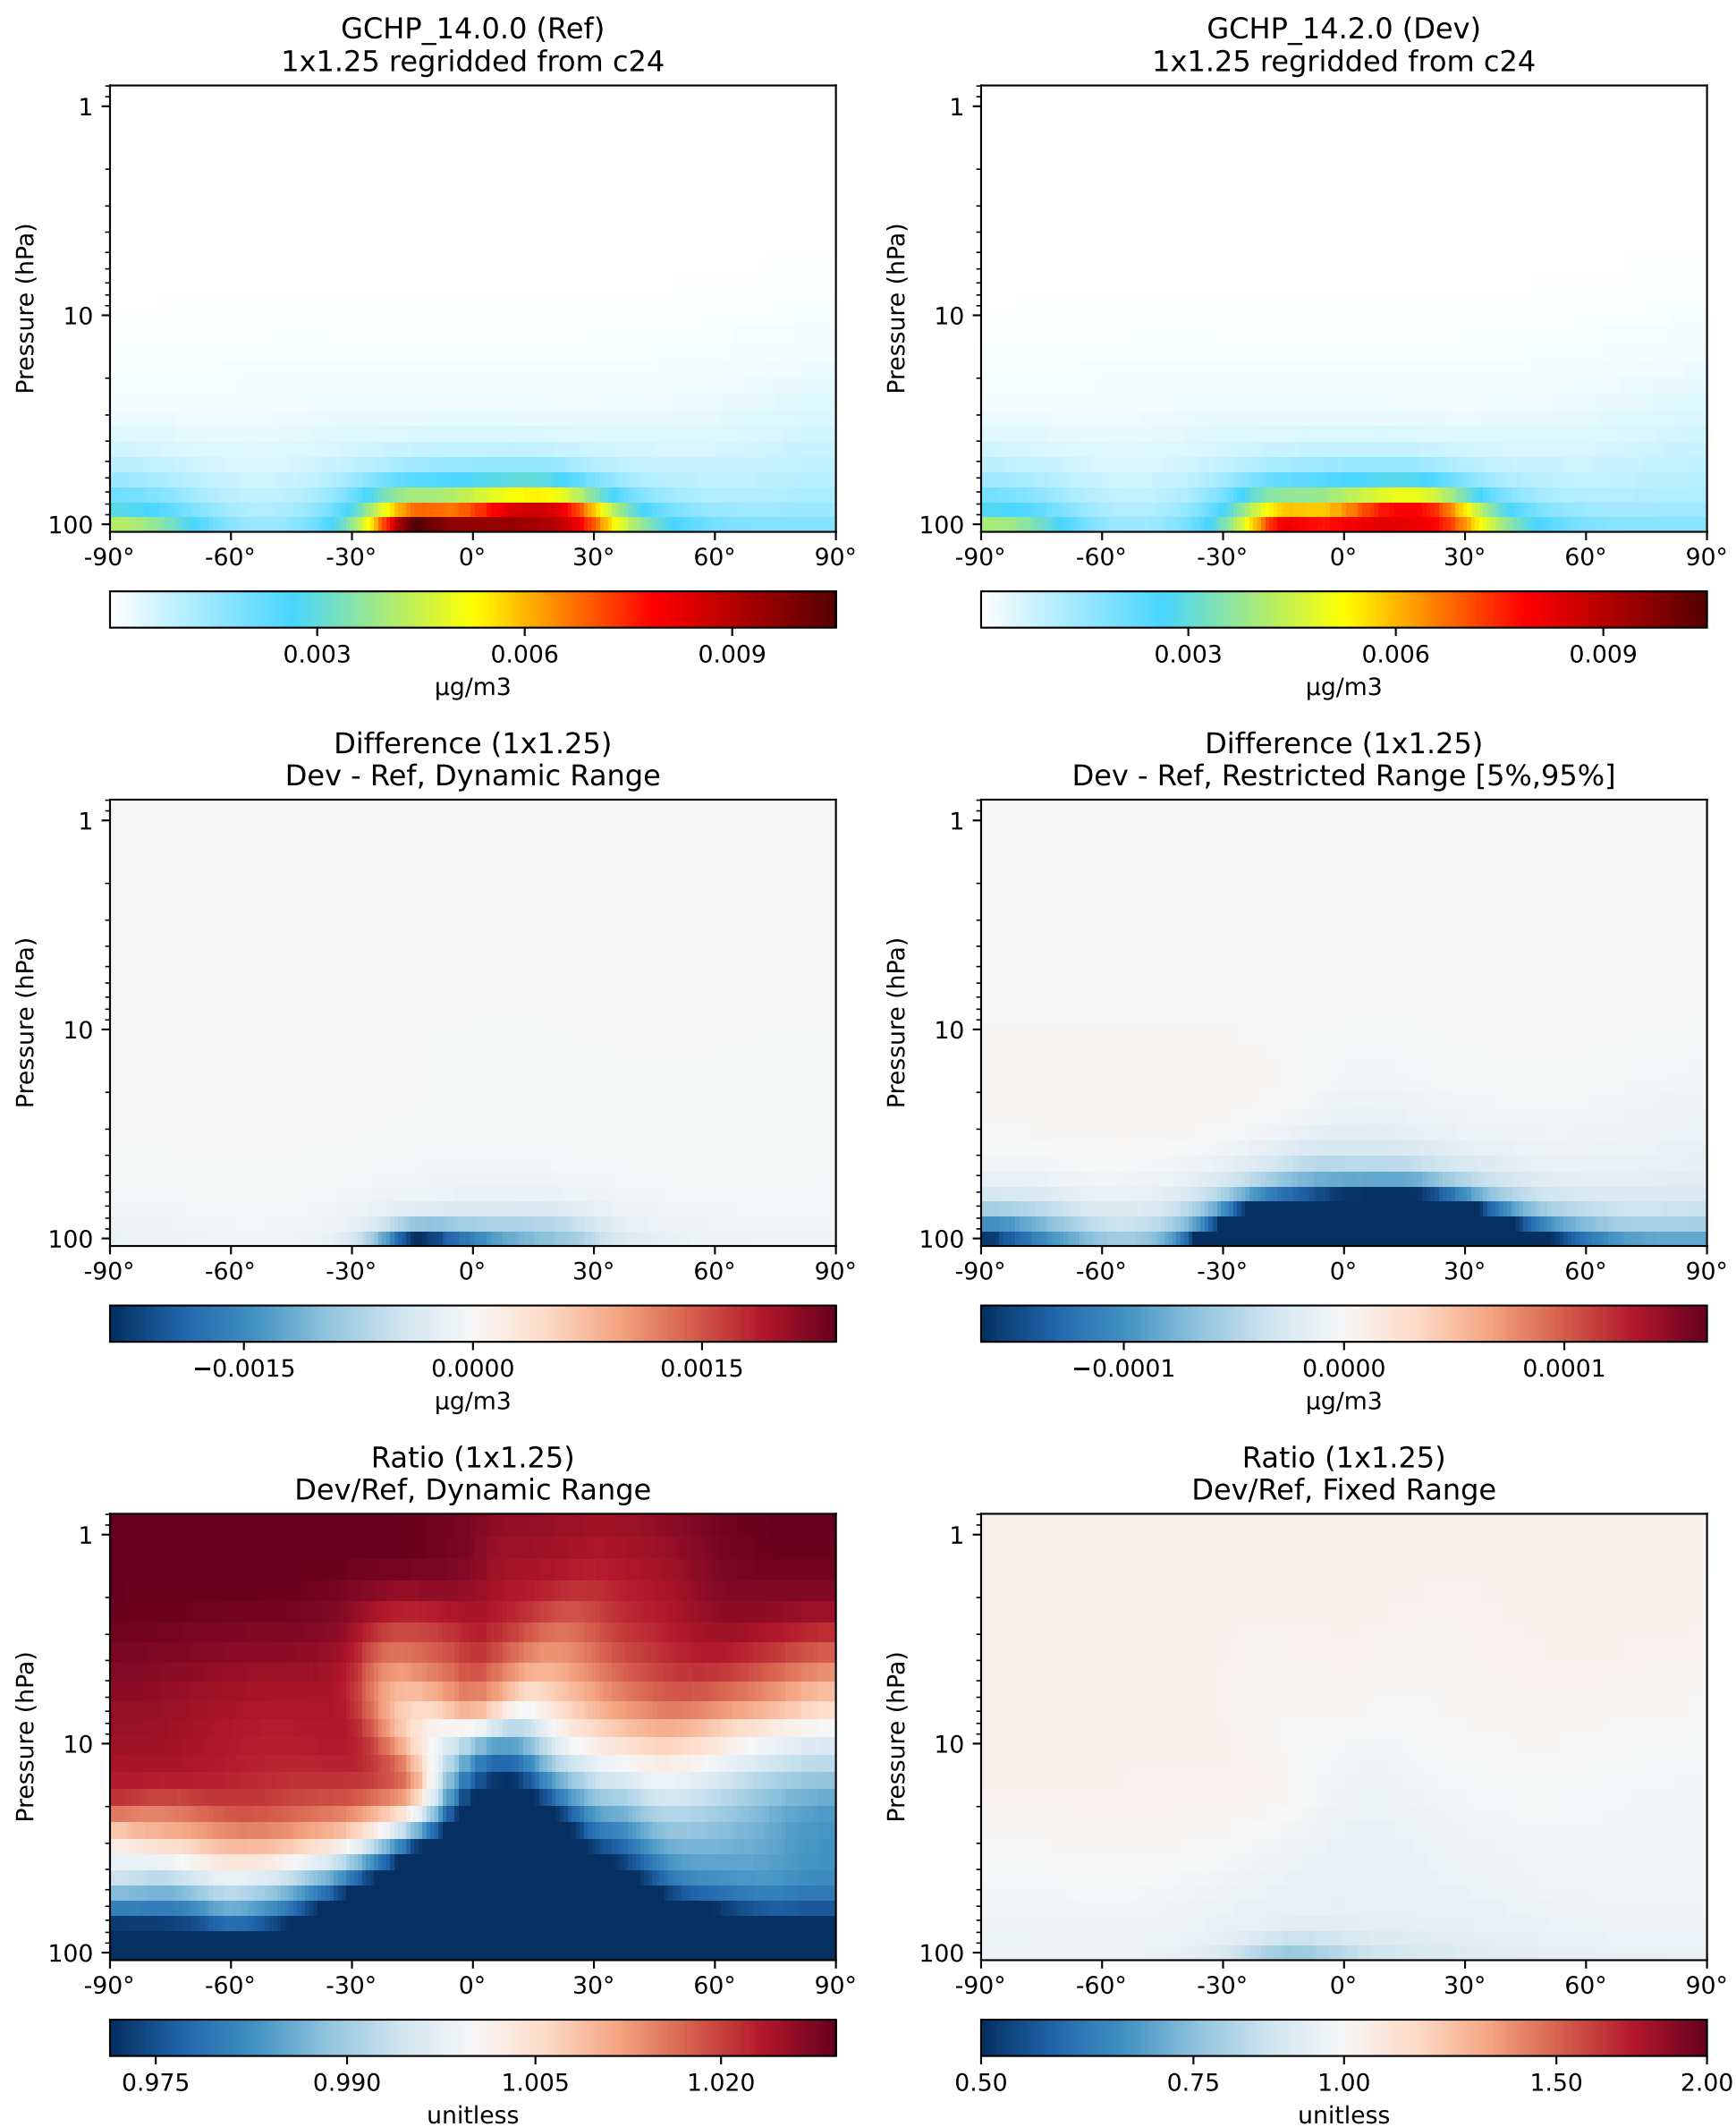 GCHP_14.0.0 (Ref)
1x1.25 regridded from c24
Pressure (hPa)
1
10
100
-90° -60° -30° 0° 30° 60° 90°
0.003 0.006 0.009
µg/m3
GCHP_14.2.0 (Dev)
1x1.25 regridded from c24
Pressure (hPa)
1
10
100
-90° -60° -30° 0° 30° 60° 90°
0.003 0.006 0.009
µg/m3
Difference (1x1.25)
Dev - Ref, Dynamic Range
Pressure (hPa)
1
10
100
-90° -60° -30° 0° 30° 60° 90°
−0.0015 0.0000 0.0015
µg/m3
Difference (1x1.25)
Dev - Ref, Restricted Range [5%,95%]
Pressure (hPa)
1
10
100
-90° -60° -30° 0° 30° 60° 90°
−0.0001 0.0000 0.0001
µg/m3
Ratio (1x1.25)
Dev/Ref, Dynamic Range
Pressure (hPa)
1
10
100
-90° -60° -30° 0° 30° 60° 90°
0.975 0.990 1.005 1.020
unitless
Ratio (1x1.25)
Dev/Ref, Fixed Range
Pressure (hPa)
1
10
100
-90° -60° -30° 0° 30° 60° 90°
0.50 0.75 1.00 1.50 2.00
unitless